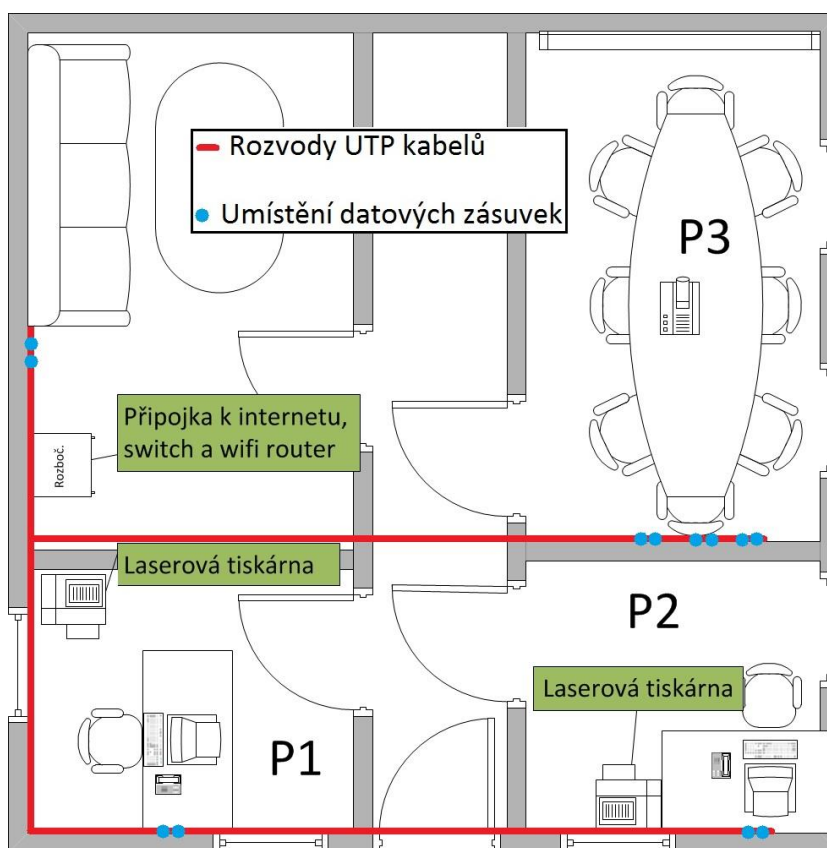 Rozvody UTP kabelů
Umístění datových zásuvek
P3
Připojka k internetu,
switch a wifi router
Rozboč.
Laserová tiskárna
P2
Laserová tiskárna
P1